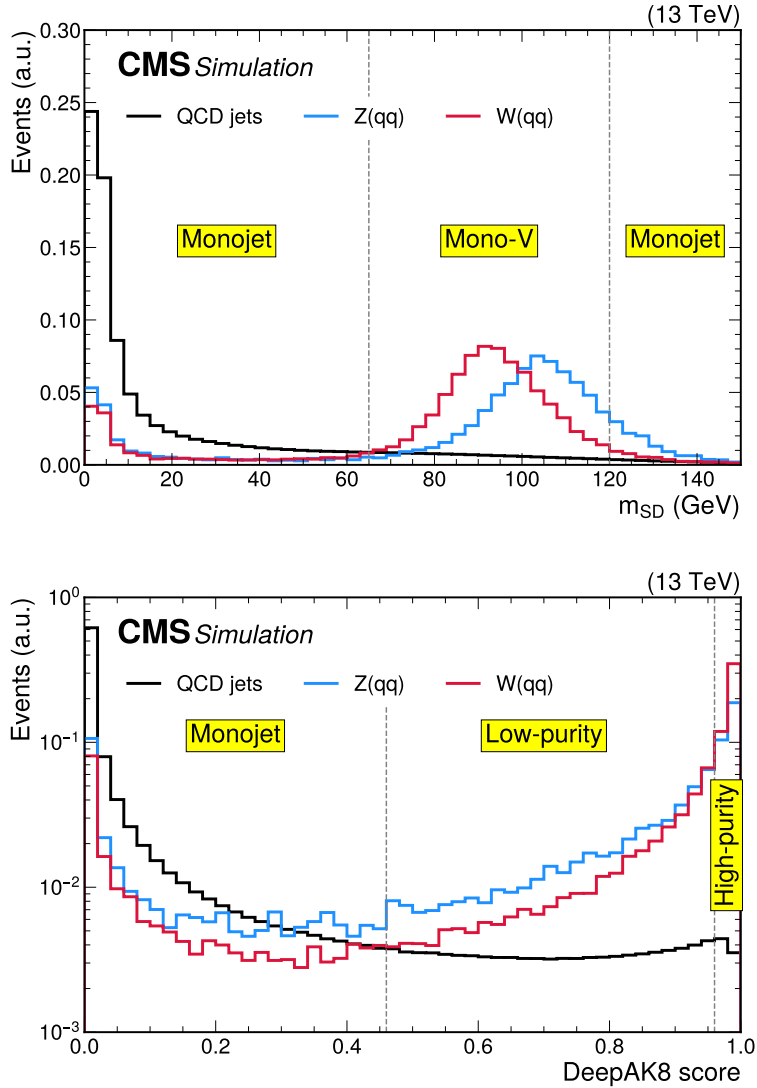 (13 TeV)
CMS Simulation
QCD jets Z(qq) W(qq)
Monojet Mono-V Monojet
Events (a.u.)
0.30
0.25
0.20
0.15
0.10
0.05
0.00
0 20 40 60 80 100 120 140
mSD (GeV)
(13 TeV)
CMS Simulation
QCD jets Z(qq) W(qq)
Monojet Low-purity
High-purity
Events (a.u.)
10⁰
10⁻¹
10⁻²
10⁻³
0.0 0.2 0.4 0.6 0.8 1.0
DeepAK8 score